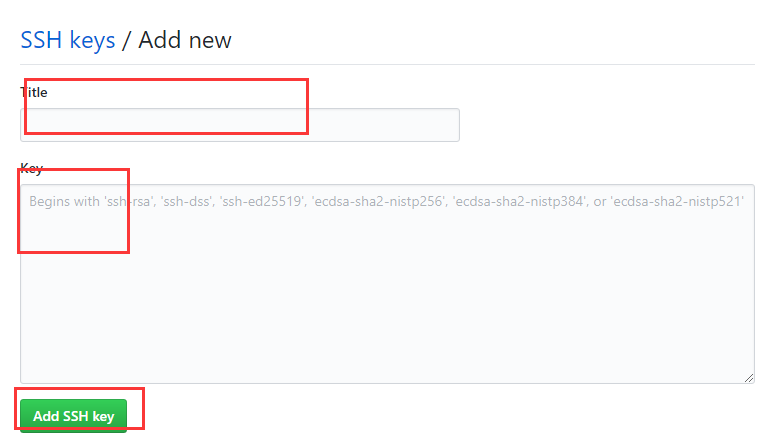 SSH keys / Add new
Title
Key
Begins with 'ssh-rsa', 'ssh-dss', 'ssh-ed25519', 'ecdsa-sha2-nistp256', 'ecdsa-sha2-nistp384', or 'ecdsa-sha2-nistp521'
Add SSH key